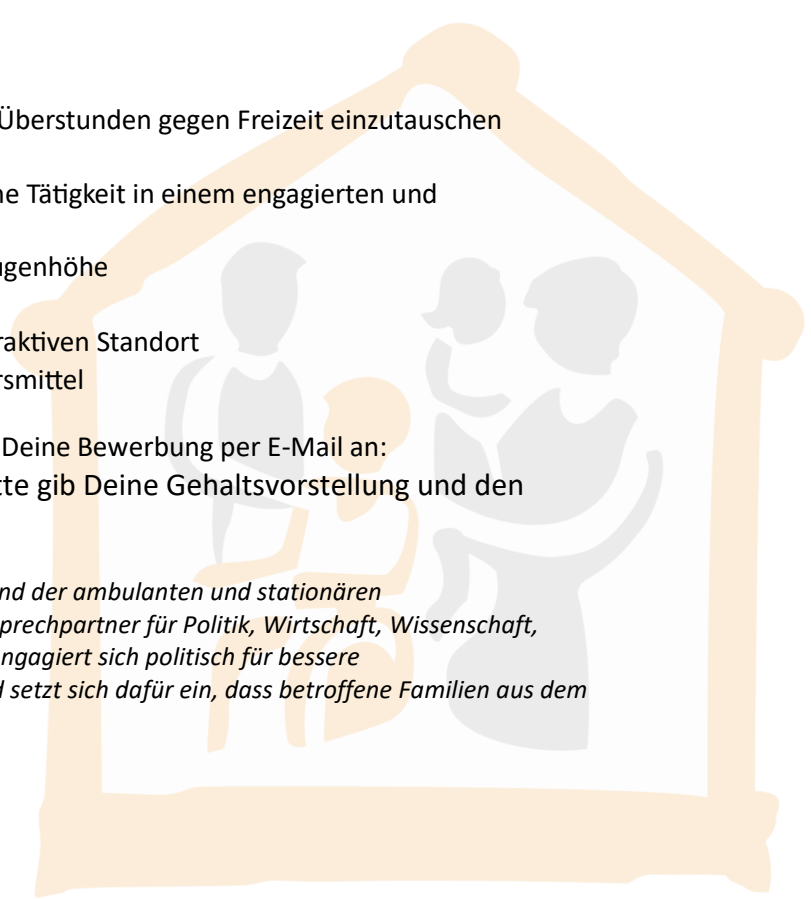 Überstunden gegen Freizeit einzutauschen
ne Tätigkeit in einem engagierten und
ugenhöhe
raktiven Standort
rsmittel
Deine Bewerbung per E-Mail an:
tte gib Deine Gehaltsvorstellung und den
nd der ambulanten und stationären
sprechpartner für Politik, Wirtschaft, Wissenschaft,
engagiert sich politisch für bessere
d setzt sich dafür ein, dass betroffene Familien aus dem